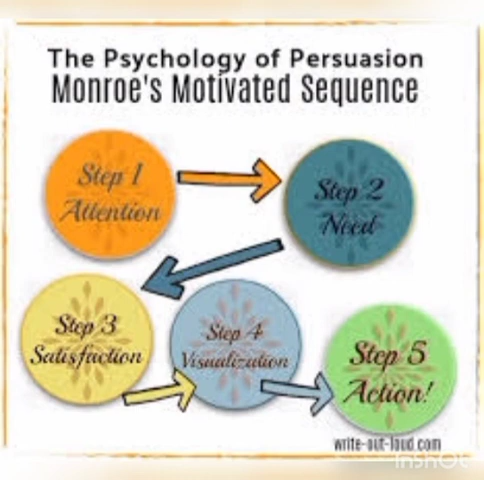 The Psychology of Persuasion
Monroe's Motivated Sequence
Step 1
Attention
Step 2
Need
Step 3
Satisfaction
Step 4
Visualization
Step 5
Action!
write-out-loud.com